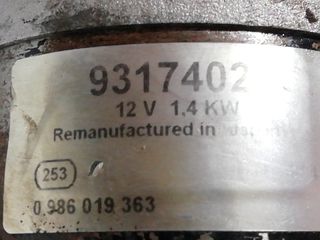 9317402
12 V 1,4 KW
Remanufactured in
253
0 986 019 363